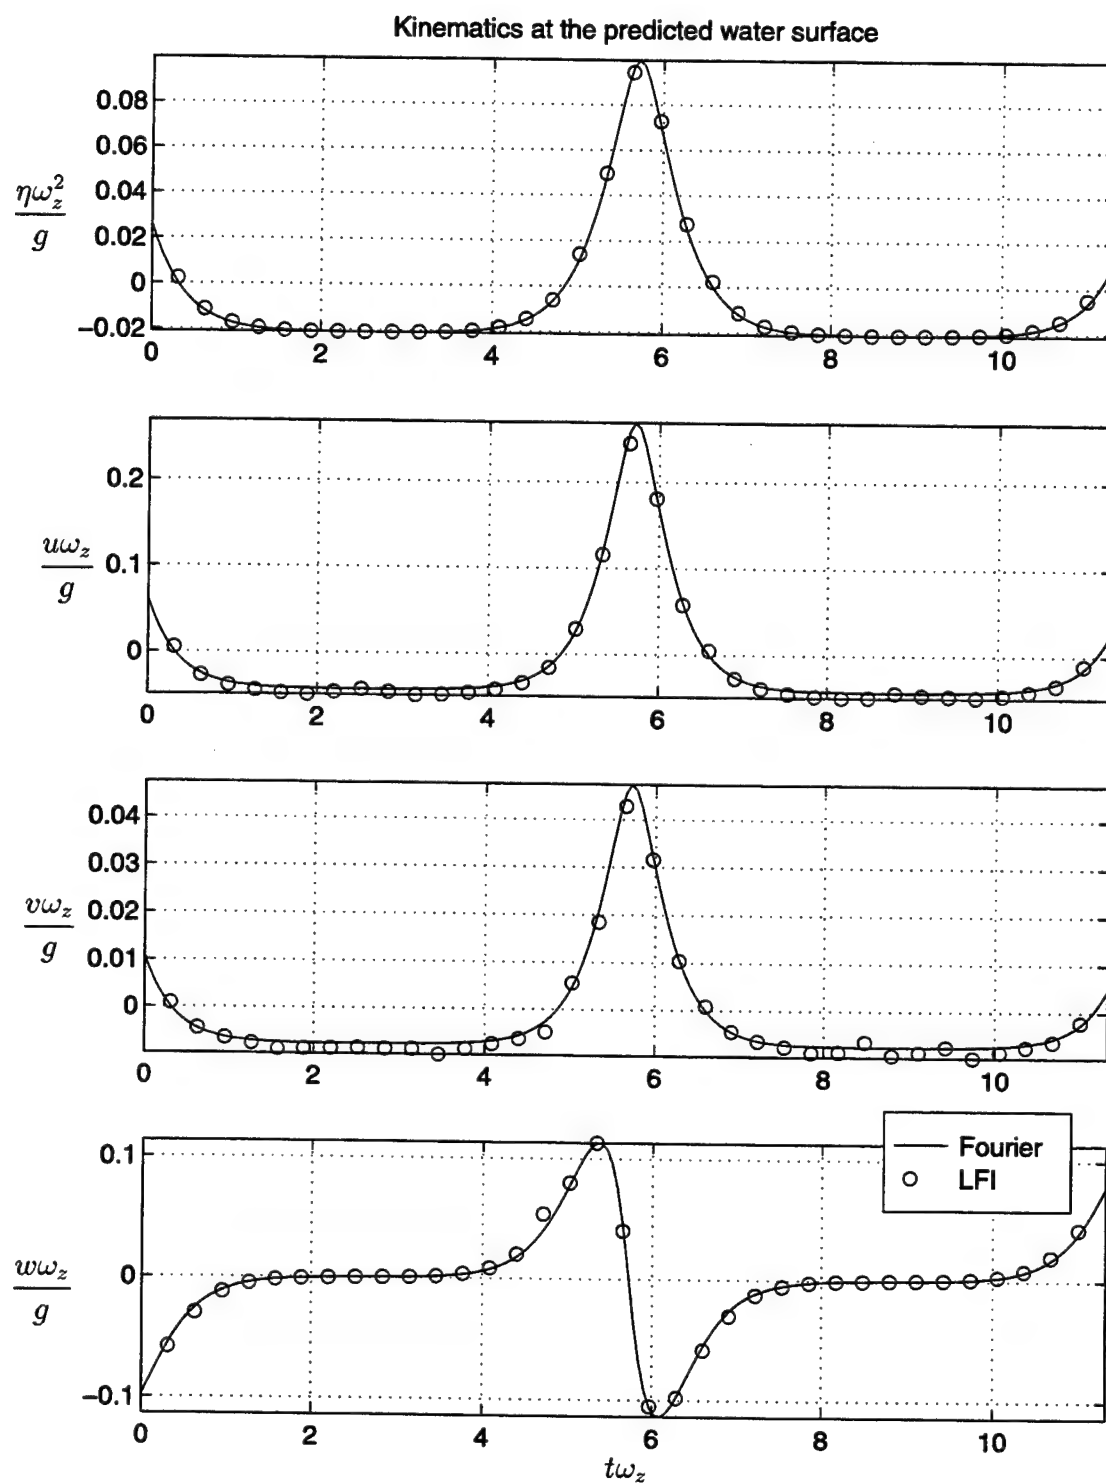 Kinematics at the predicted water surface
ηω_z^2/g
0.08
0.06
0.04
0.02
0
−0.02
0 2 4 6 8 10
uω_z/g
0.2
0.1
0
0 2 4 6 8 10
vω_z/g
0.04
0.03
0.02
0.01
0
0 2 4 6 8 10
wω_z/g
0.1
0
−0.1
Fourier
LFI
0 2 4 6 8 10
tω_z